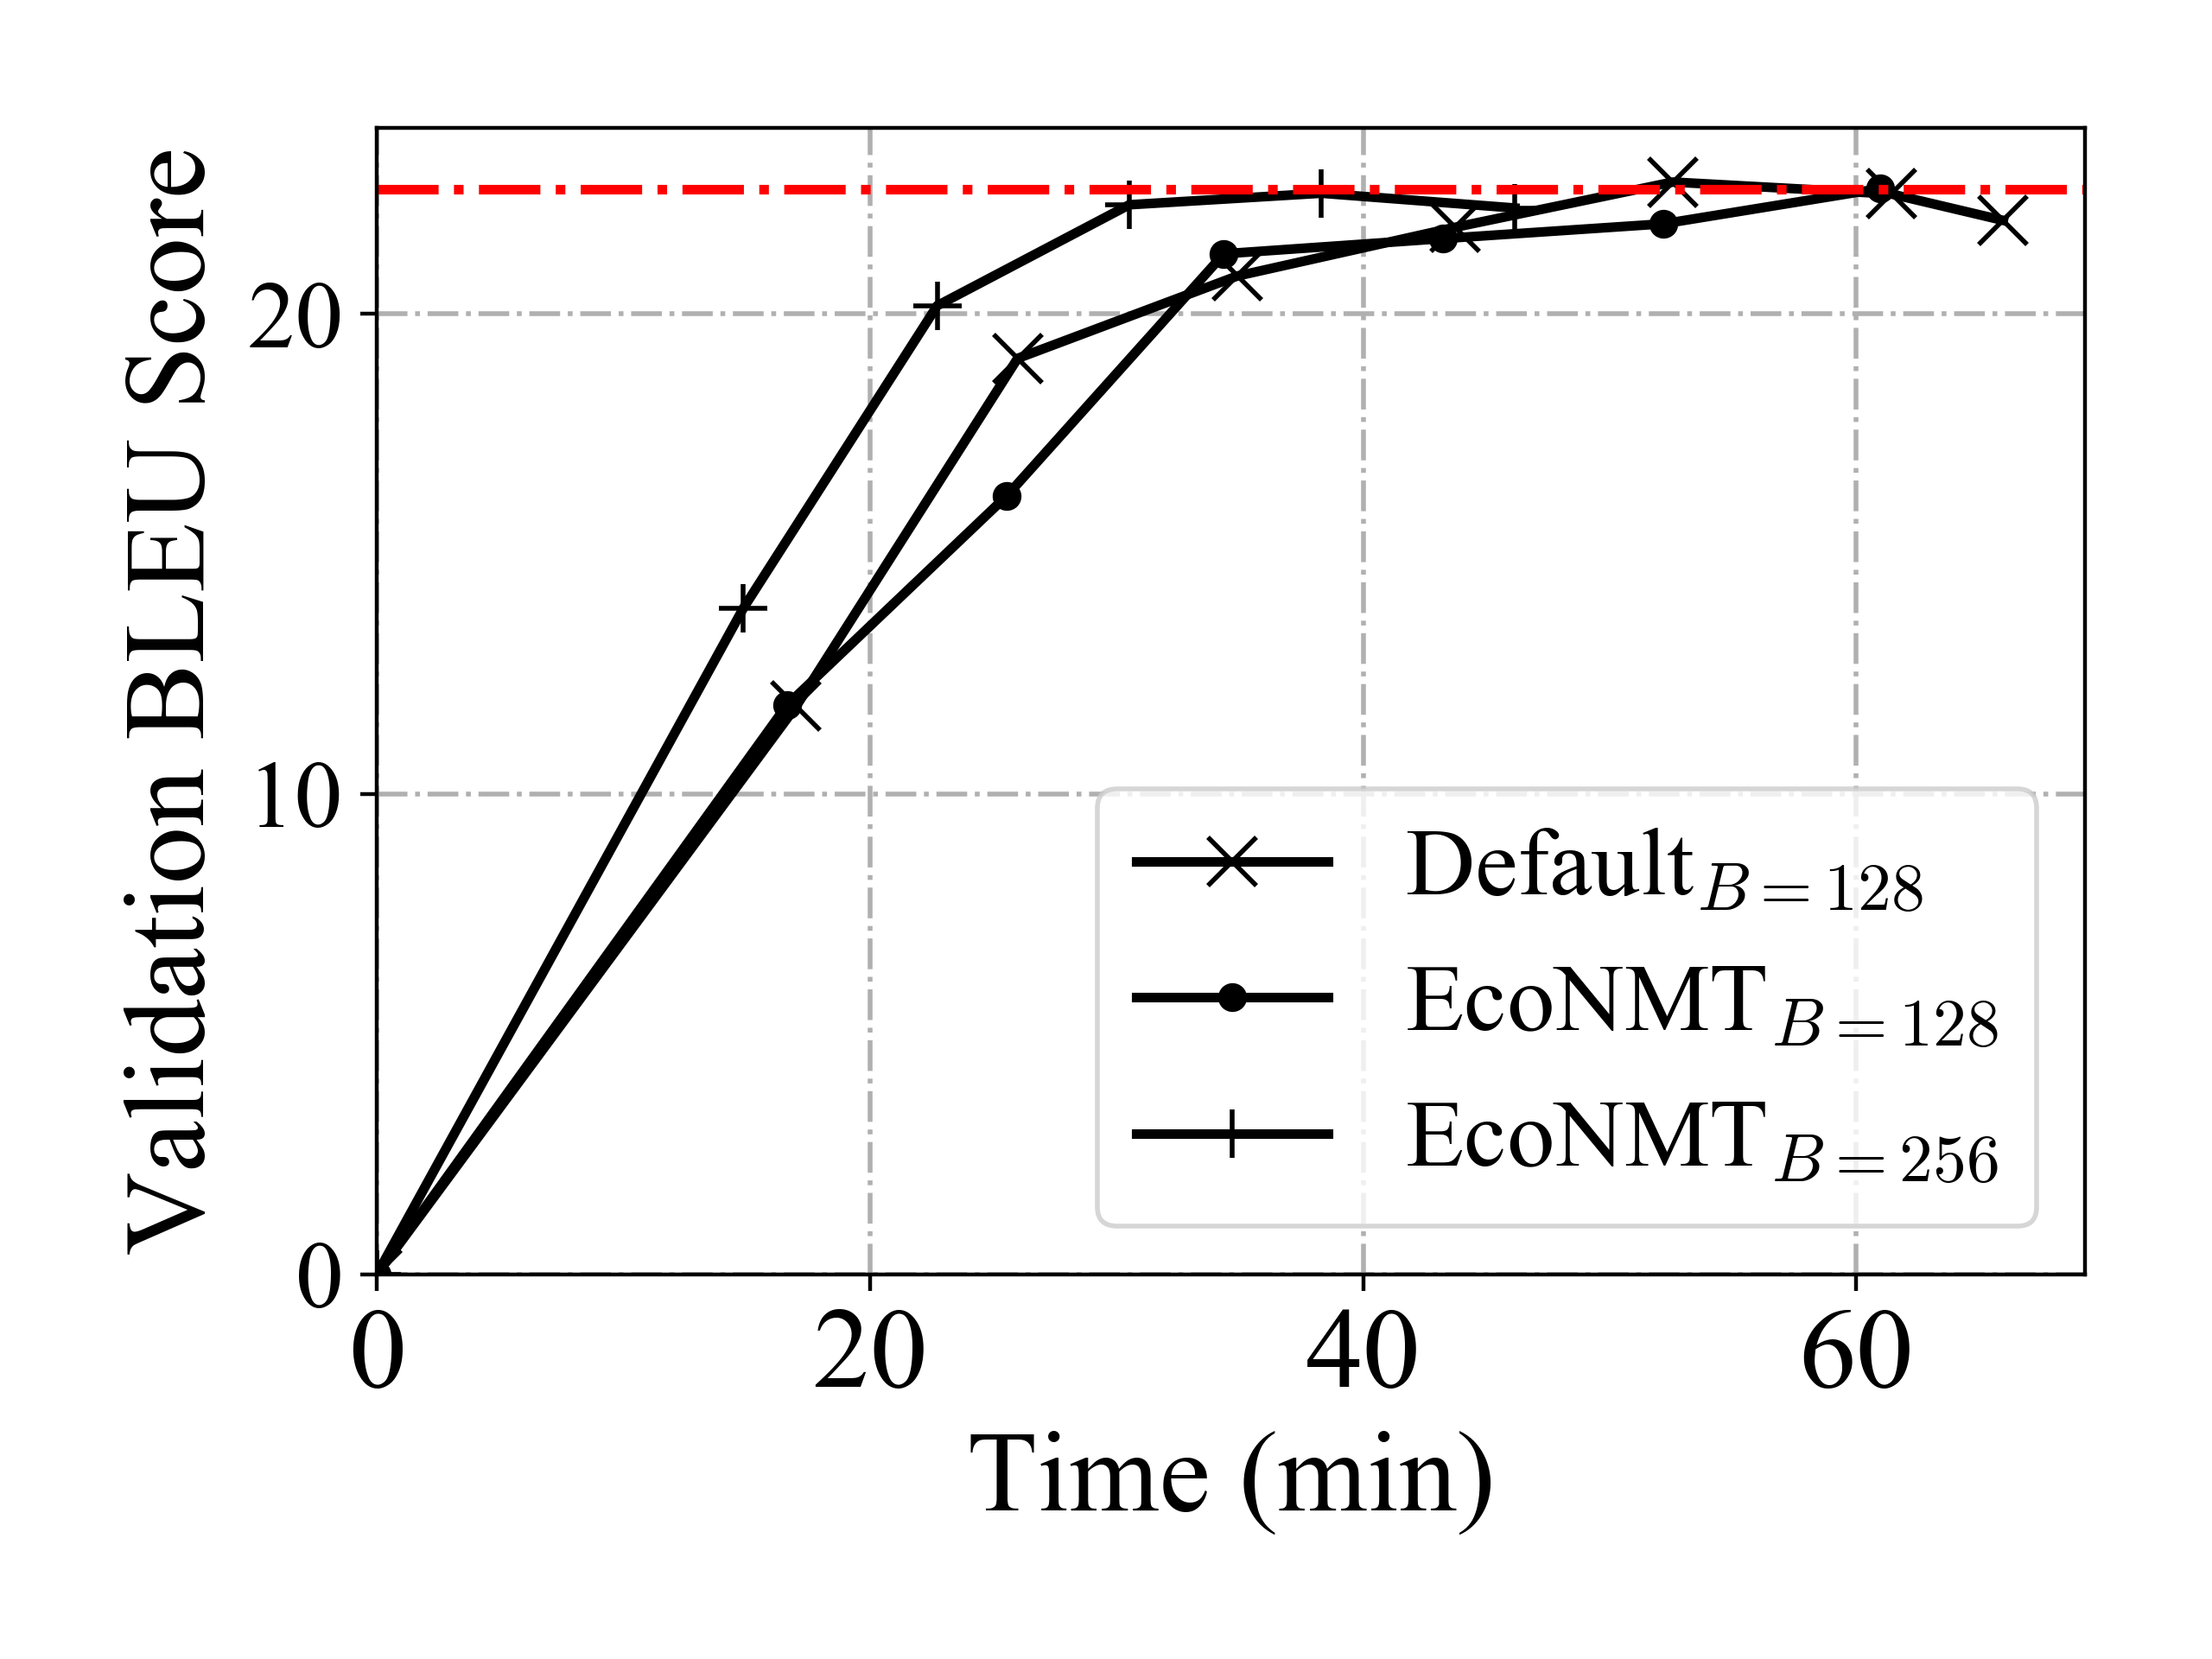 Validation BLEU Score
20
10
0
0 20 40 60
Time (min)
Default B = 128
EcoNMT B = 128
EcoNMT B = 256